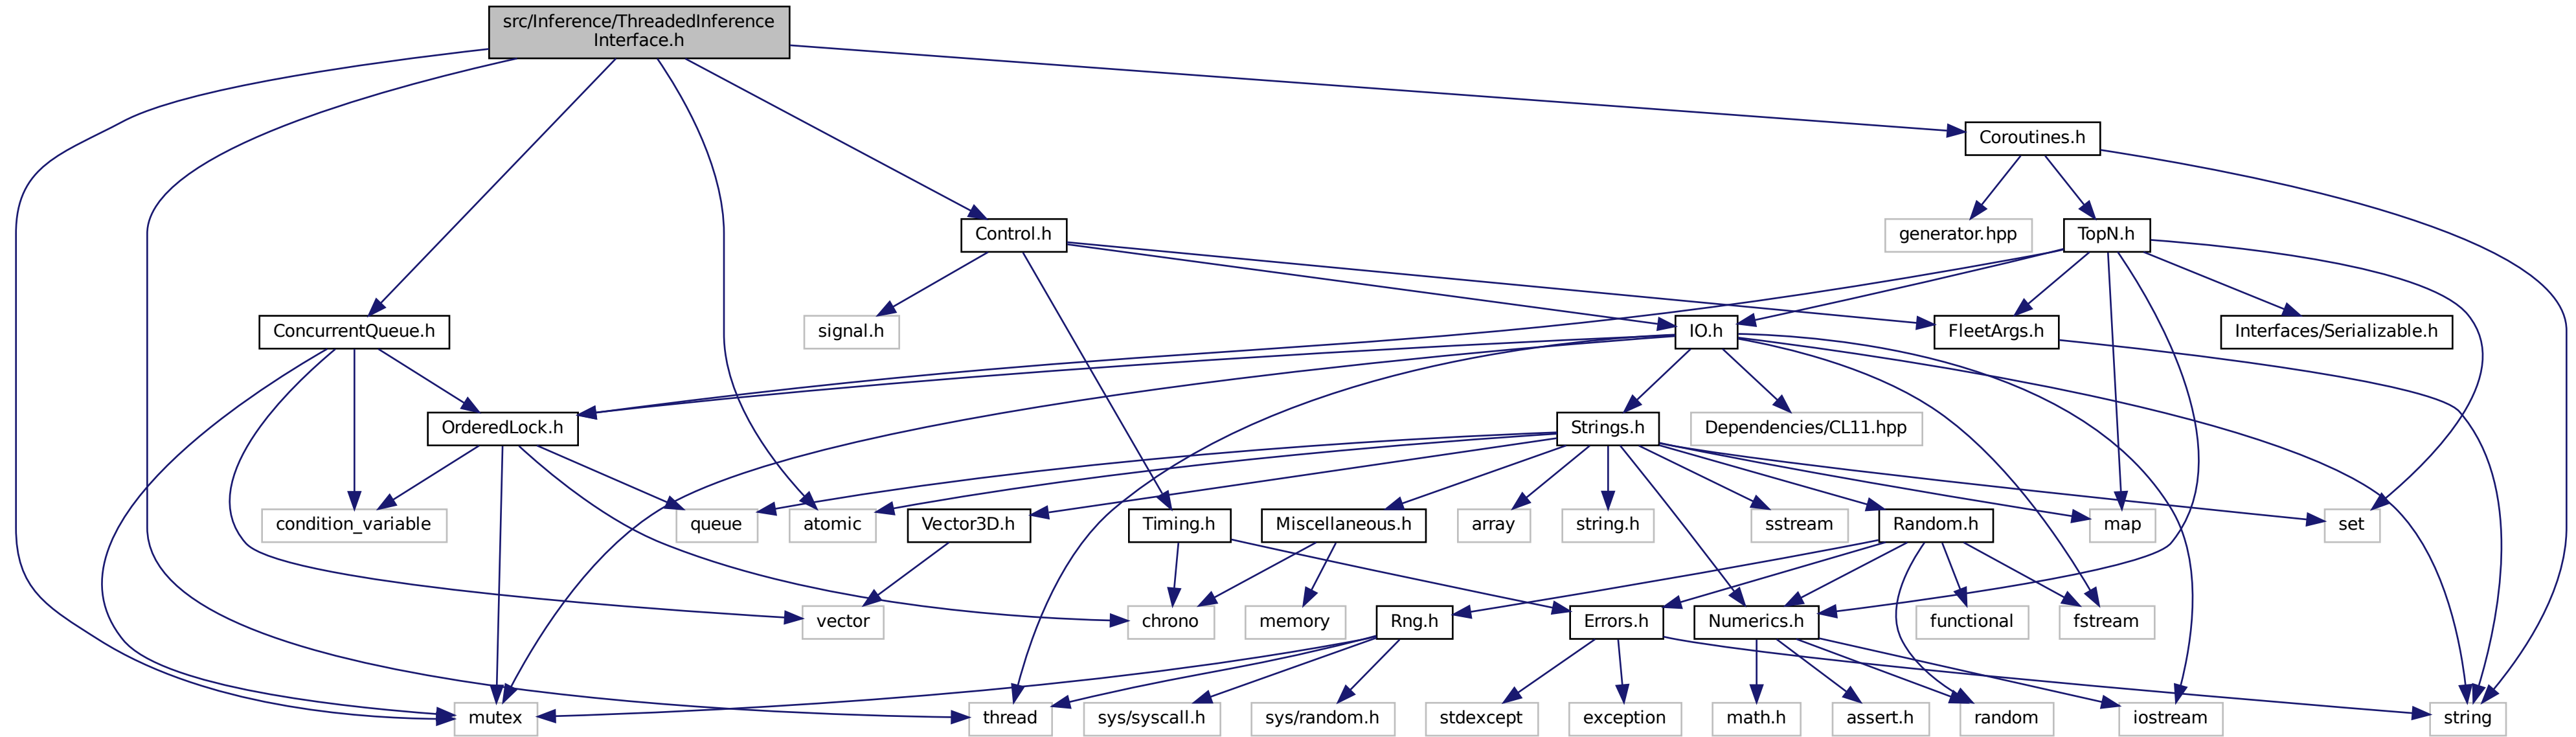 src/Inference/ThreadedInference
Interface.h
Coroutines.h
Control.h
generator.hpp
TopN.h
ConcurrentQueue.h
signal.h
IO.h
FleetArgs.h
Interfaces/Serializable.h
OrderedLock.h
Strings.h
Dependencies/CL11.hpp
condition_variable
queue
atomic
Vector3D.h
Timing.h
Miscellaneous.h
array
string.h
sstream
Random.h
map
set
vector
chrono
memory
Rng.h
Errors.h
Numerics.h
functional
fstream
mutex
thread
sys/syscall.h
sys/random.h
stdexcept
exception
math.h
assert.h
random
iostream
string